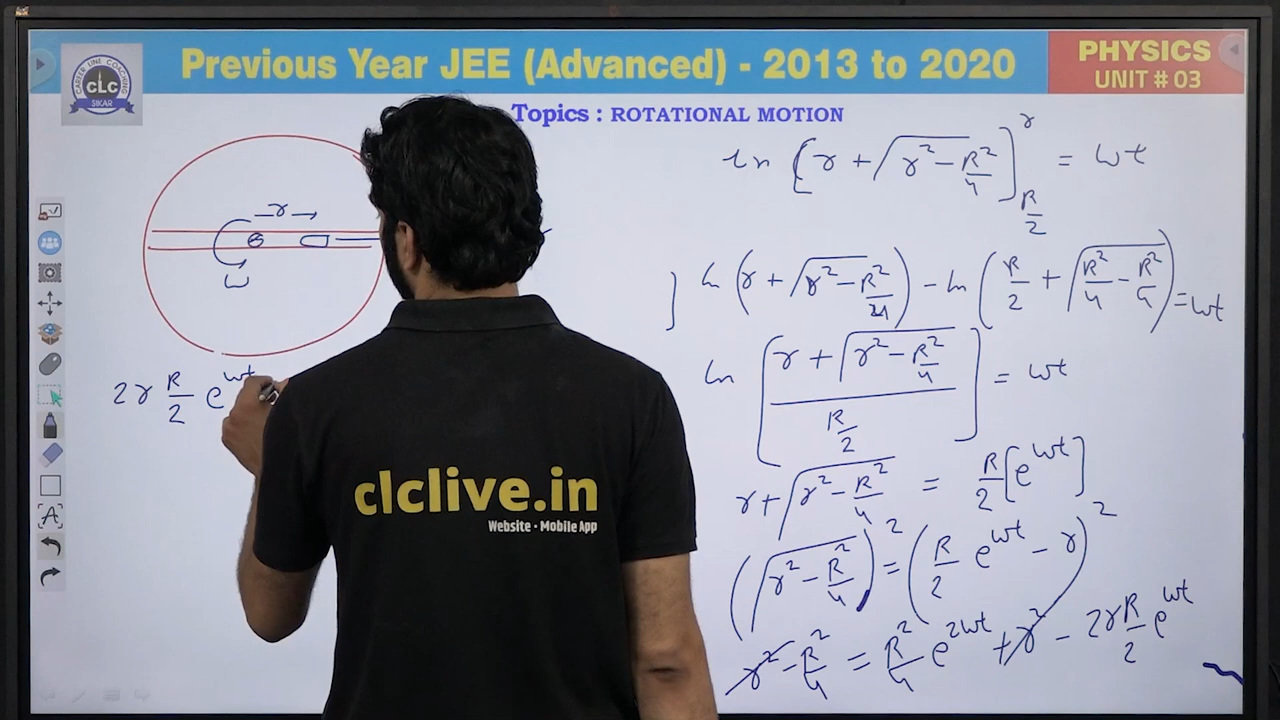 Previous Year JEE (Advanced) - 2013 to 2020
PHYSICS
UNIT # 03
CAREER LINE COACHING
CLC
SIKAR
Topics : ROTATIONAL MOTION
ln [r + √(r² − R²/4)]_{R/2}^{r} = ωt
r →
ω
] ln (r + √(r² − R²/4)) − ln (R/2 + √(R²/4 − R²/4)) = ωt
ln [(r + √(r² − R²/4)) / (R/2)] = ωt
2r R/2 e^{ωt}
r + √(r² − R²/4) = R/2 [e^{ωt}]
(√(r² − R²/4))² = (R/2 e^{ωt} − r)²
r² − R²/4 = R²/4 e^{2ωt} + r² − 2r R/2 e^{ωt}
clclive.in
Website • Mobile App